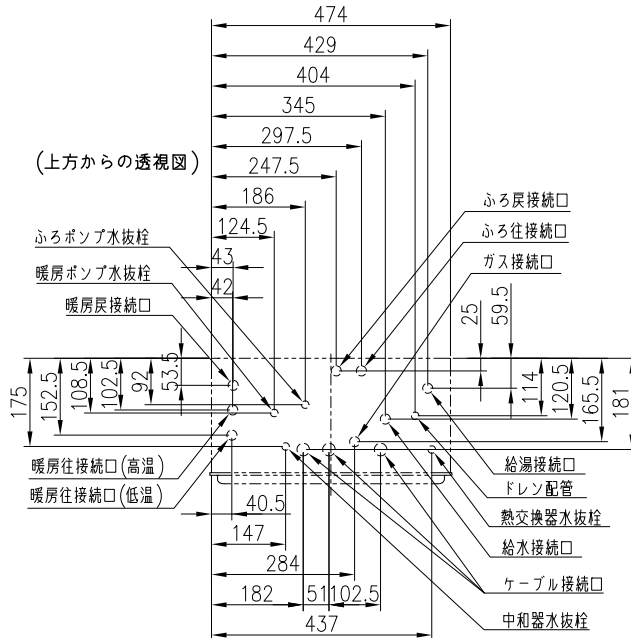 474
429
404
345
297.5
(上方からの透視図)
247.5
186
ふろ戻接続口
124.5
ふろポンプ水抜栓
ふろ往接続口
43
暖房ポンプ水抜栓
ガス接続口
42
暖房戻接続口
25
59.5
175
152.5
108.5
102.5
92
53.5
114
120.5
165.5
181
暖房往接続口(高温)
給湯接続口
暖房往接続口(低温)
ドレン配管
40.5
熱交換器水抜栓
147
給水接続口
284
182
51
102.5
ケーブル接続口
437
中和器水抜栓